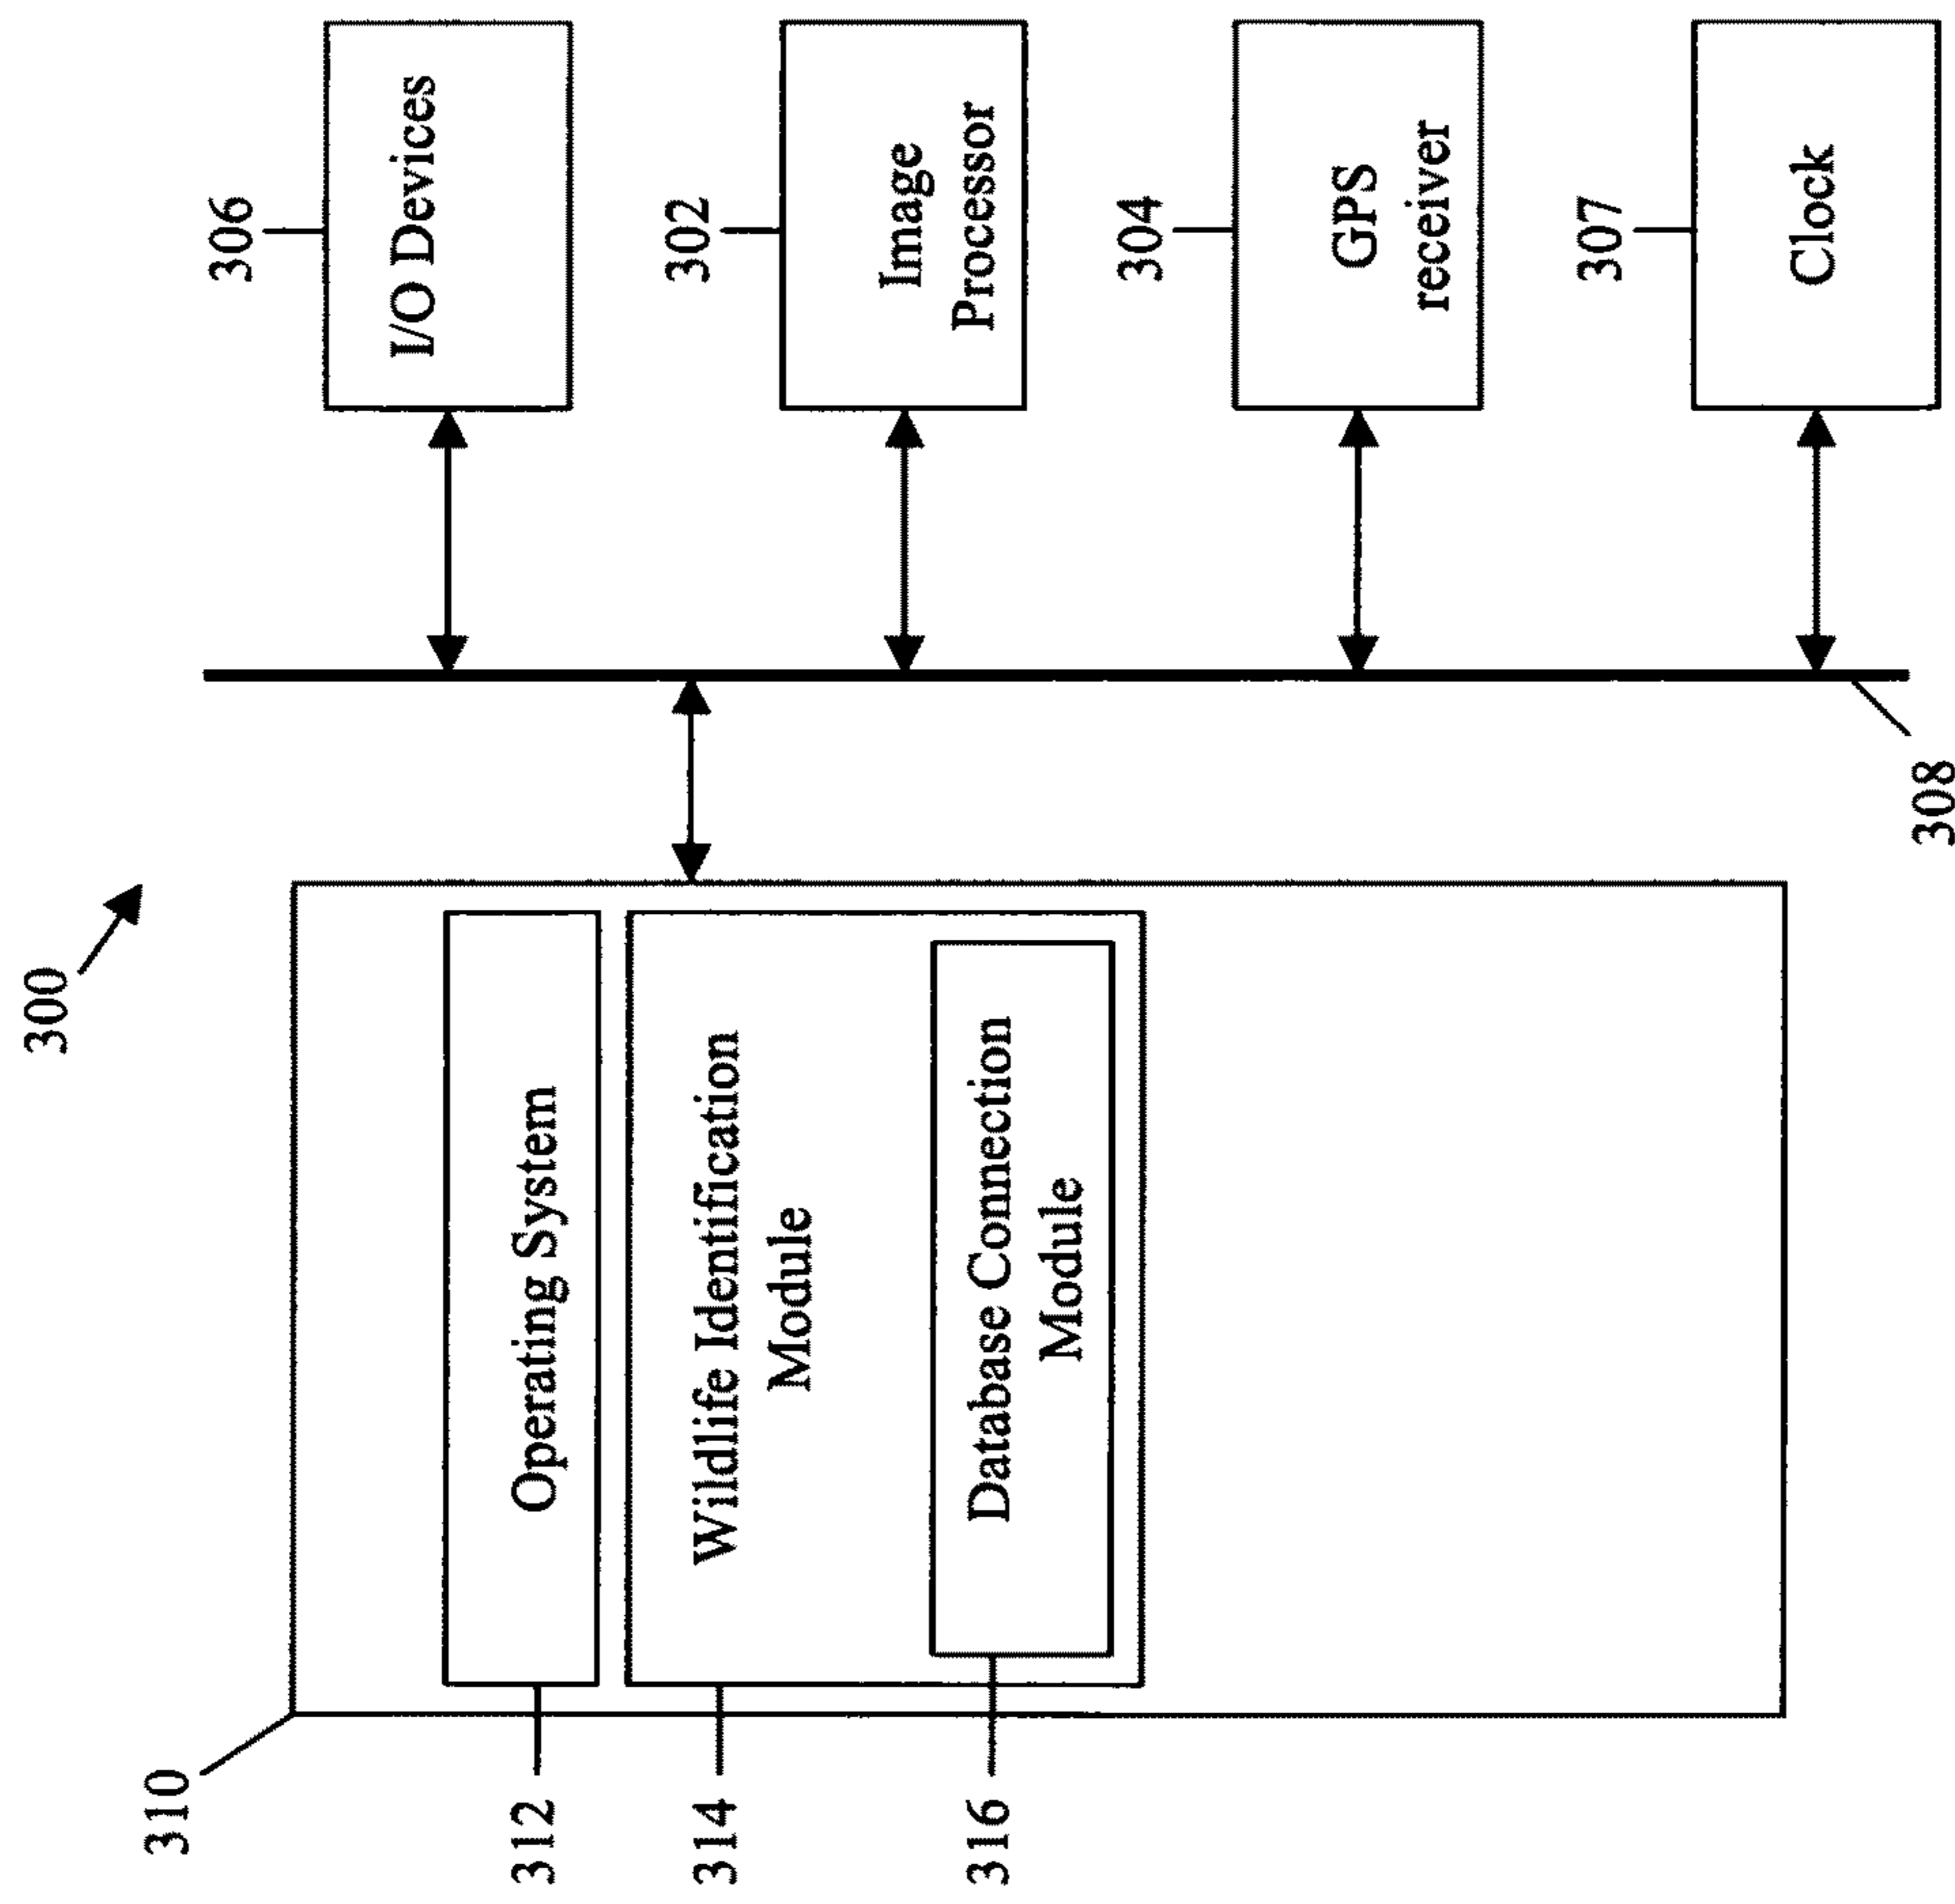 300
310
312
Operating System
314
Wildlife Identification
Module
316
Database Connection
Module
308
306
I/O Devices
302
Image
Processor
304
GPS
receiver
307
Clock